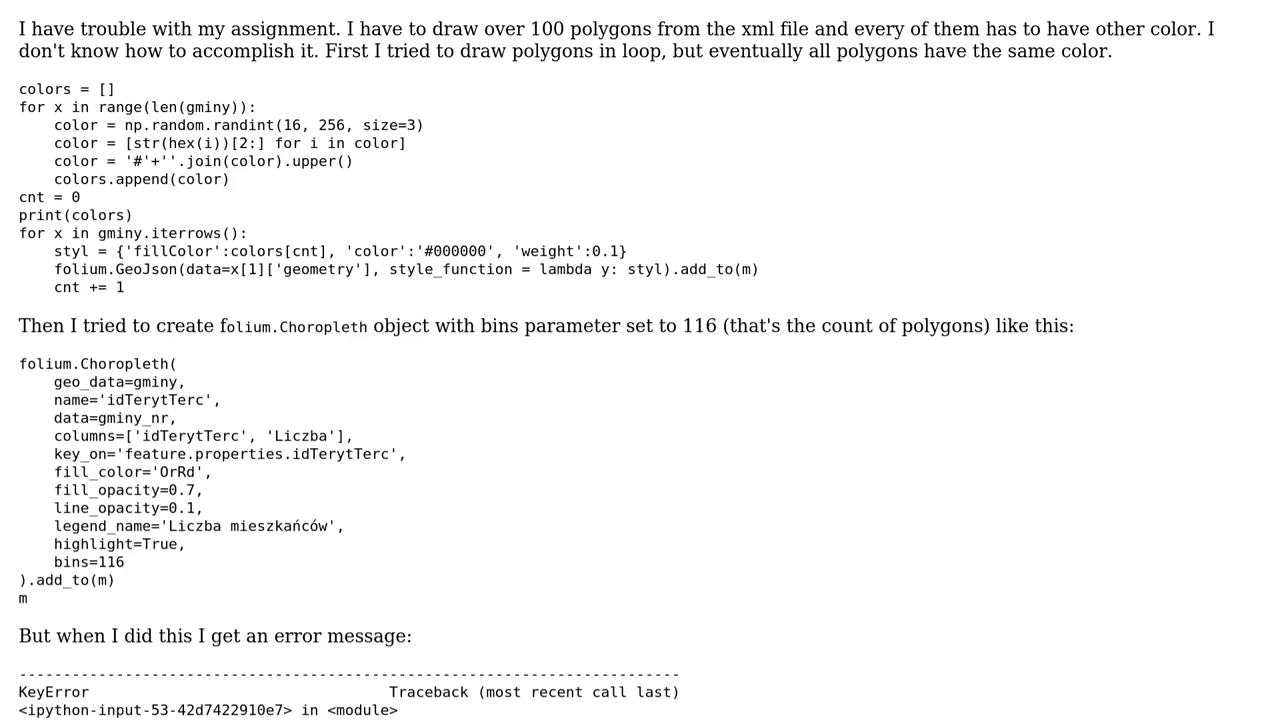 I have trouble with my assignment. I have to draw over 100 polygons from the xml file and every of them has to have other color. I
don't know how to accomplish it. First I tried to draw polygons in loop, but eventually all polygons have the same color.
colors = []
for x in range(len(gminy)):
    color = np.random.randint(16, 256, size=3)
    color = [str(hex(i))[2:] for i in color]
    color = '#'+''.join(color).upper()
    colors.append(color)
cnt = 0
print(colors)
for x in gminy.iterrows():
    styl = {'fillColor':colors[cnt], 'color':'#000000', 'weight':0.1}
    folium.GeoJson(data=x[1]['geometry'], style_function = lambda y: styl).add_to(m)
    cnt += 1
Then I tried to create folium.Choropleth object with bins parameter set to 116 (that's the count of polygons) like this:
folium.Choropleth(
    geo_data=gminy,
    name='idTerytTerc',
    data=gminy_nr,
    columns=['idTerytTerc', 'Liczba'],
    key_on='feature.properties.idTerytTerc',
    fill_color='OrRd',
    fill_opacity=0.7,
    line_opacity=0.1,
    legend_name='Liczba mieszkańców',
    highlight=True,
    bins=116
).add_to(m)
m
But when I did this I get an error message:
---------------------------------------------------------------------------
KeyError                                  Traceback (most recent call last)
<ipython-input-53-42d7422910e7> in <module>